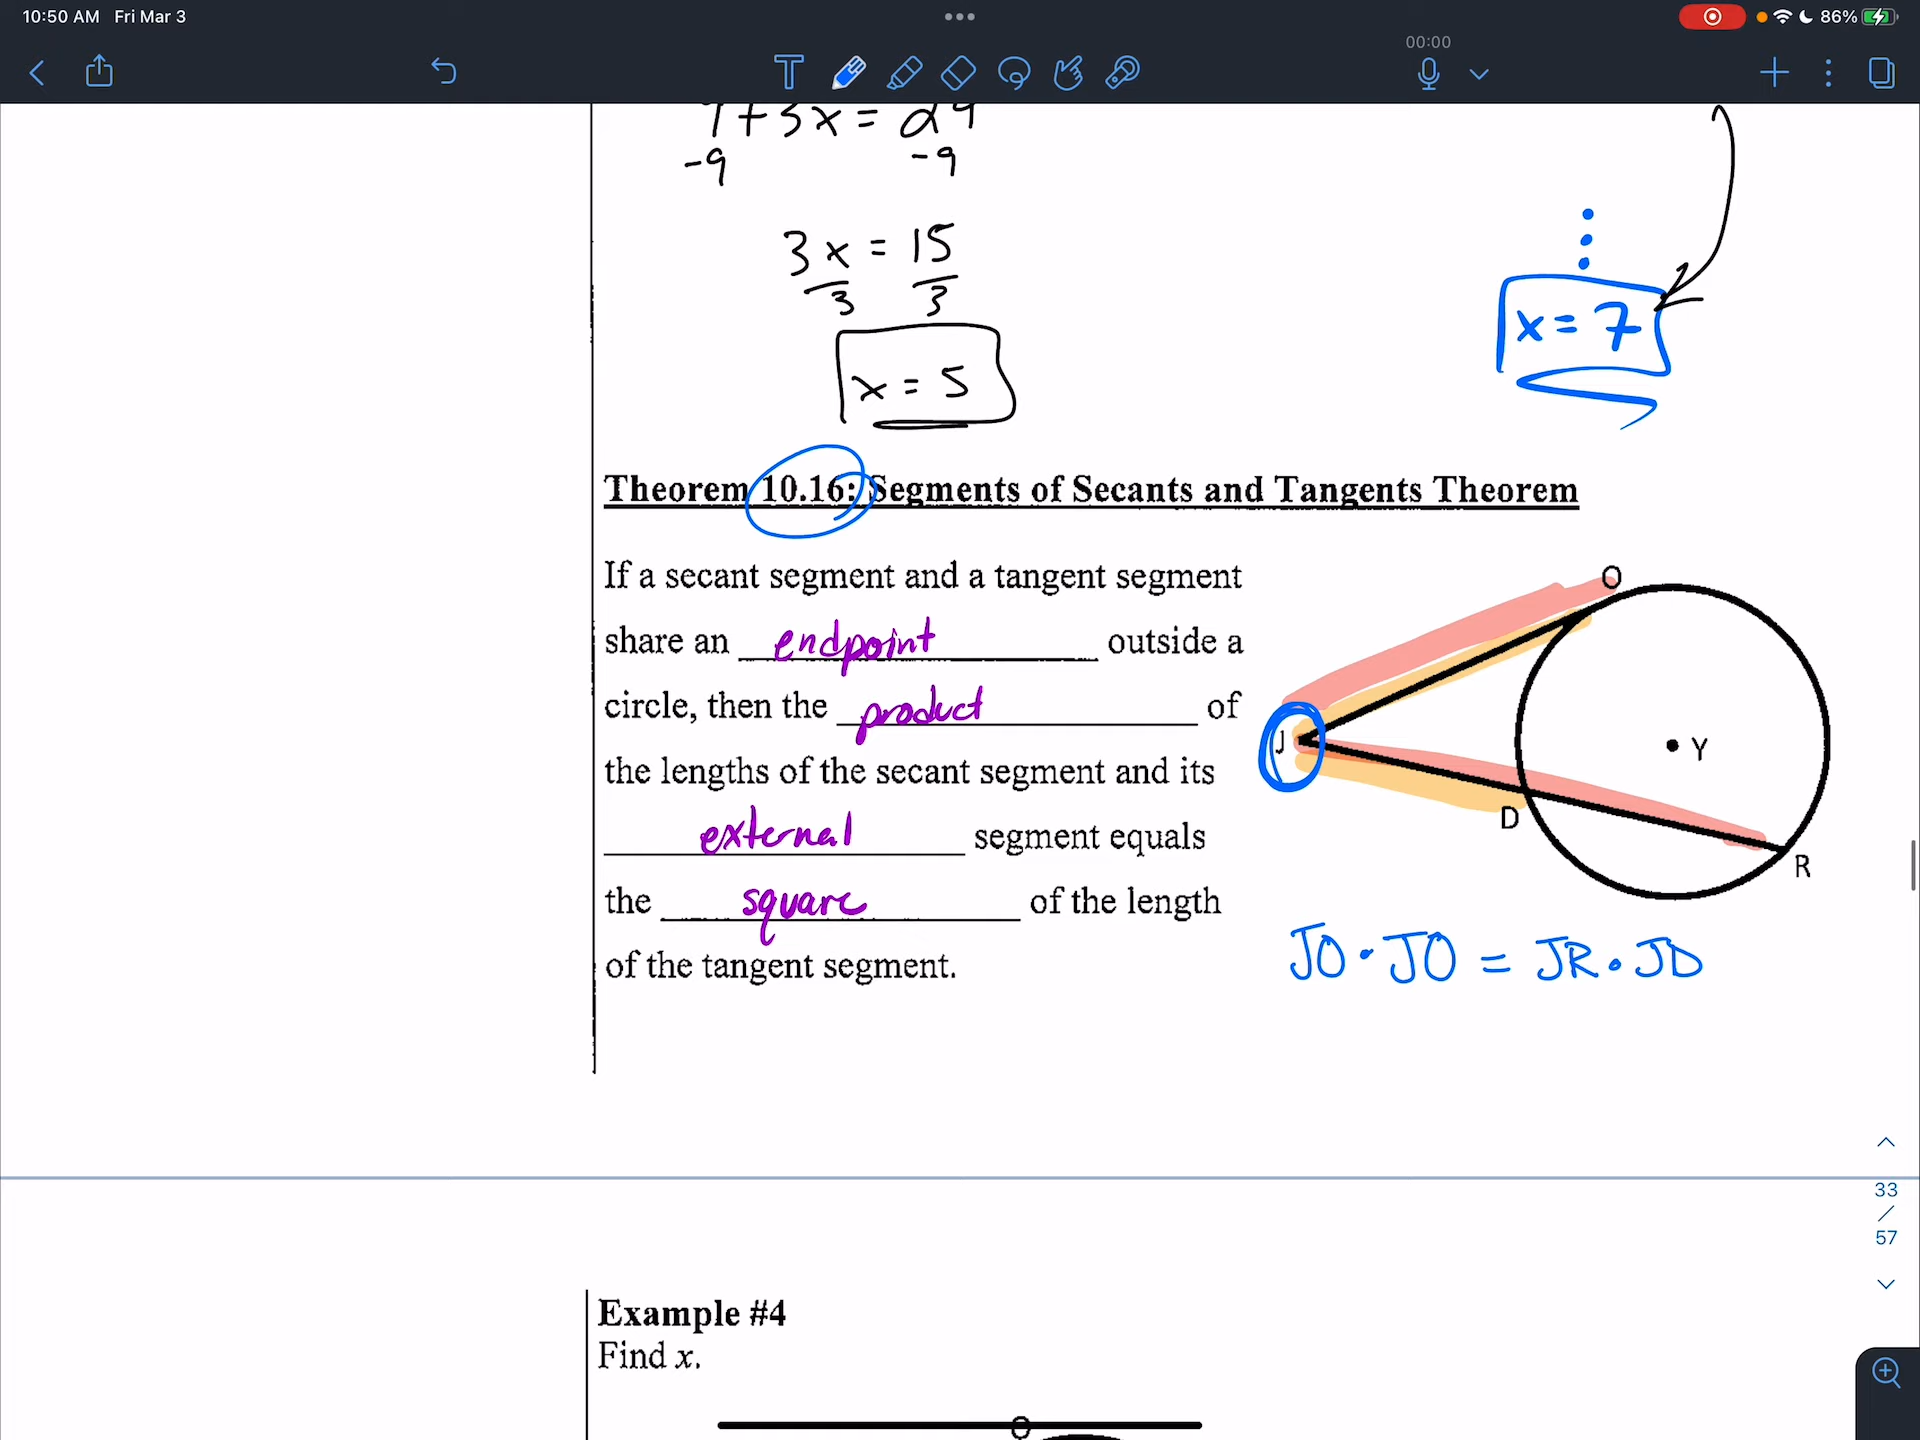 10:50 AM Fri Mar 3
86%
00:00
T
+3x = 29
-9 -9
3x = 15
3 3
x = 5
x = 7
Theorem 10.16: Segments of Secants and Tangents Theorem
If a secant segment and a tangent segment
share an endpoint outside a
circle, then the product of
the lengths of the secant segment and its
external segment equals
the square of the length
of the tangent segment.
O
J
Y
D
R
JO • JO = JR • JD
33
/
57
Example #4
Find x.
O